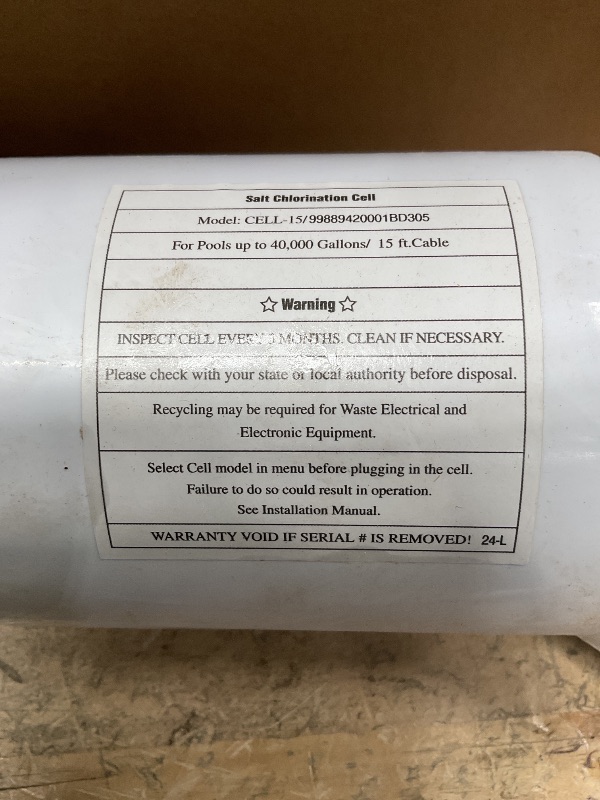 Salt Chlorination Cell
Model: CELL-15/99889420001BD305
For Pools up to 40,000 Gallons/ 15 ft.Cable
☆ Warning ☆
INSPECT CELL EVERY 3 MONTHS. CLEAN IF NECESSARY.
Please check with your state or local authority before disposal.
Recycling may be required for Waste Electrical and
Electronic Equipment.
Select Cell model in menu before plugging in the cell.
Failure to do so could result in operation.
See Installation Manual.
WARRANTY VOID IF SERIAL # IS REMOVED! 24-L